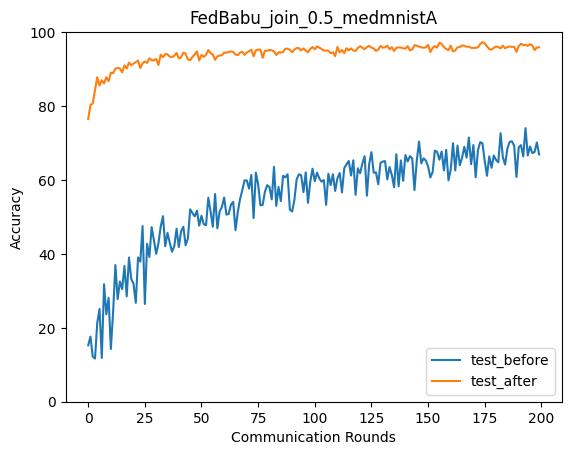 FedBabu_join_0.5_medmnistA
100
80
60
40
20
0
Accuracy
test_before
test_after
0 25 50 75 100 125 150 175 200
Communication Rounds